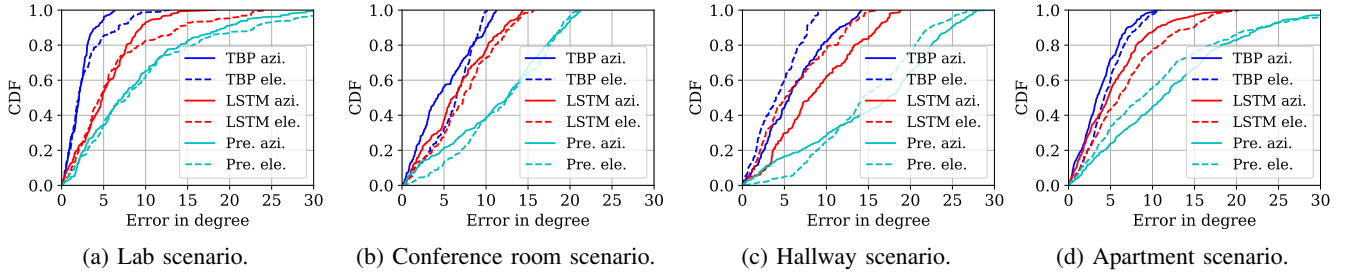 1.0
0.8
0.6
0.4
0.2
0.0
CDF
TBP azi.
TBP ele.
LSTM azi.
LSTM ele.
Pre. azi.
Pre. ele.
0 5 10 15 20 25 30
Error in degree
(a) Lab scenario.
1.0
0.8
0.6
0.4
0.2
0.0
CDF
TBP azi.
TBP ele.
LSTM azi.
LSTM ele.
Pre. azi.
Pre. ele.
0 5 10 15 20 25 30
Error in degree
(b) Conference room scenario.
1.0
0.8
0.6
0.4
0.2
0.0
CDF
TBP azi.
TBP ele.
LSTM azi.
LSTM ele.
Pre. azi.
Pre. ele.
0 5 10 15 20 25 30
Error in degree
(c) Hallway scenario.
1.0
0.8
0.6
0.4
0.2
0.0
CDF
TBP azi.
TBP ele.
LSTM azi.
LSTM ele.
Pre. azi.
Pre. ele.
0 5 10 15 20 25 30
Error in degree
(d) Apartment scenario.